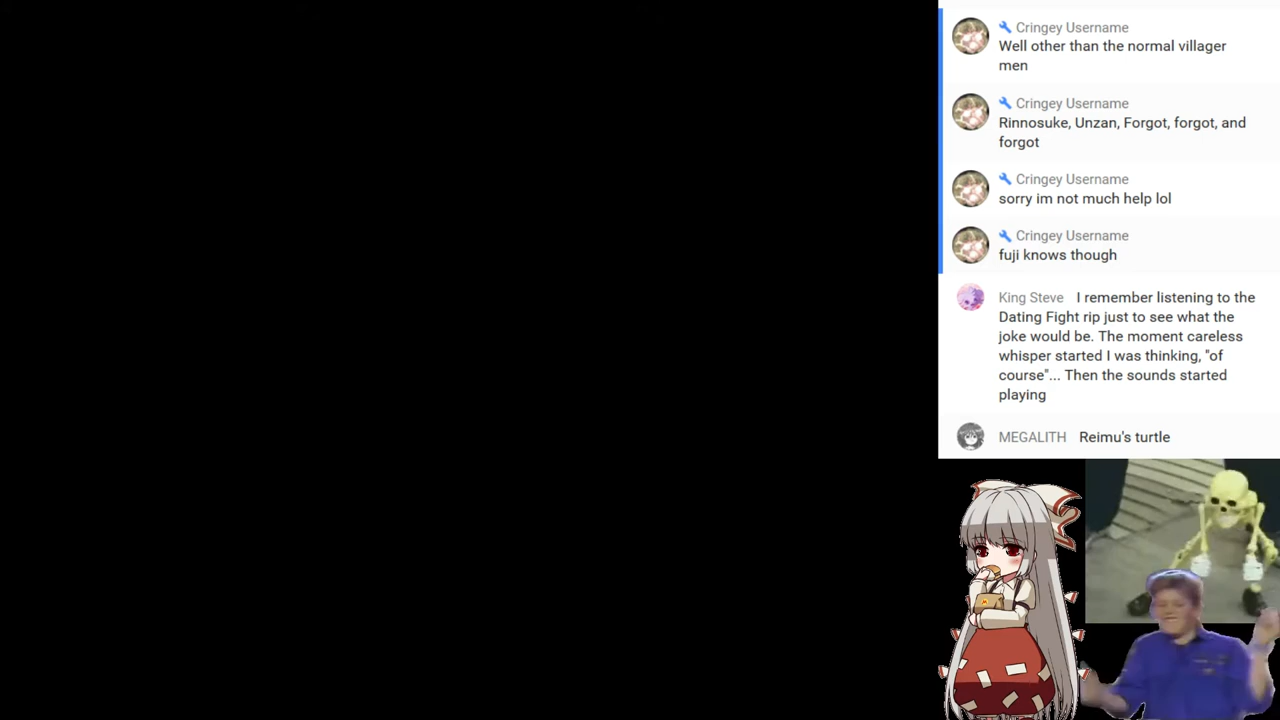 Cringey Username
Well other than the normal villager
men
Cringey Username
Rinnosuke, Unzan, Forgot, forgot, and
forgot
Cringey Username
sorry im not much help lol
Cringey Username
fuji knows though
King Steve I remember listening to the
Dating Fight rip just to see what the
joke would be. The moment careless
whisper started I was thinking, "of
course"... Then the sounds started
playing
MEGALITH Reimu's turtle